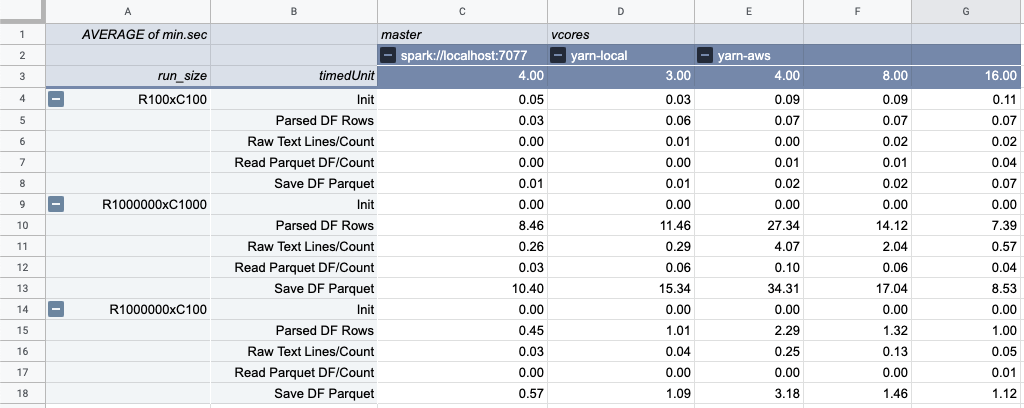 A B C D E F G
1 AVERAGE of min.sec master vcores
2 spark://localhost:7077 yarn-local yarn-aws
3 run_size timedUnit 4.00 3.00 4.00 8.00 16.00
4 R100xC100 Init 0.05 0.03 0.09 0.09 0.11
5 Parsed DF Rows 0.03 0.06 0.07 0.07 0.07
6 Raw Text Lines/Count 0.00 0.01 0.00 0.02 0.02
7 Read Parquet DF/Count 0.00 0.00 0.01 0.01 0.04
8 Save DF Parquet 0.01 0.01 0.02 0.02 0.07
9 R1000000xC1000 Init 0.00 0.00 0.00 0.00 0.00
10 Parsed DF Rows 8.46 11.46 27.34 14.12 7.39
11 Raw Text Lines/Count 0.26 0.29 4.07 2.04 0.57
12 Read Parquet DF/Count 0.03 0.06 0.10 0.06 0.04
13 Save DF Parquet 10.40 15.34 34.31 17.04 8.53
14 R1000000xC100 Init 0.00 0.00 0.00 0.00 0.00
15 Parsed DF Rows 0.45 1.01 2.29 1.32 1.00
16 Raw Text Lines/Count 0.03 0.04 0.25 0.13 0.05
17 Read Parquet DF/Count 0.00 0.00 0.00 0.00 0.01
18 Save DF Parquet 0.57 1.09 3.18 1.46 1.12